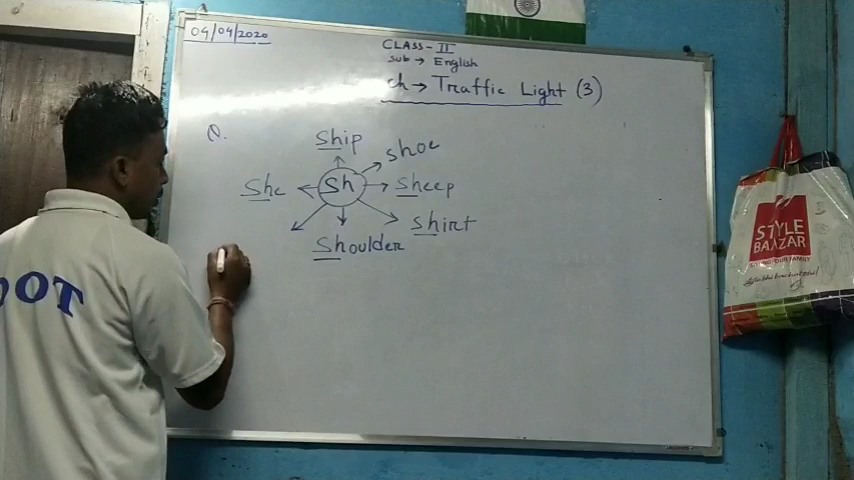 04/04/2020
CLASS - II
Sub → English
ch → Traffic Light (3)
Q.
Ship
shoe
She
Sh
Sheep
Shirt
Shoulder
OOT
STYLE
BAAZAR